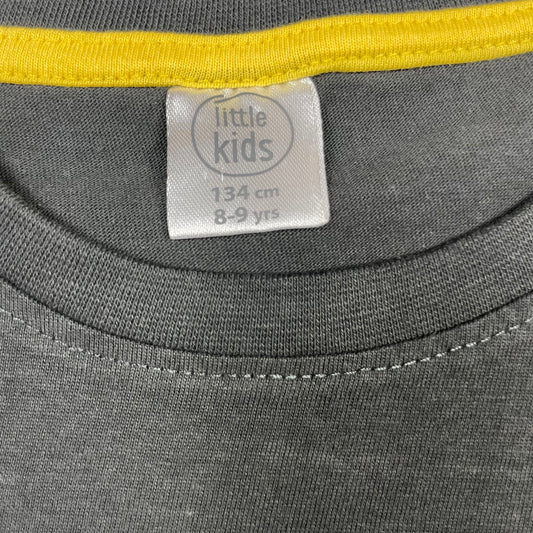 little
kids
134 cm
8-9 yrs